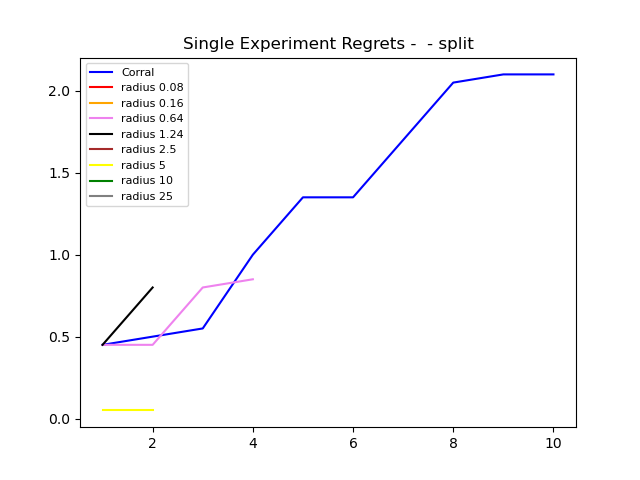 Single Experiment Regrets -  - split
Corral
radius 0.08
radius 0.16
radius 0.64
radius 1.24
radius 2.5
radius 5
radius 10
radius 25
2.0
1.5
1.0
0.5
0.0
2 4 6 8 10